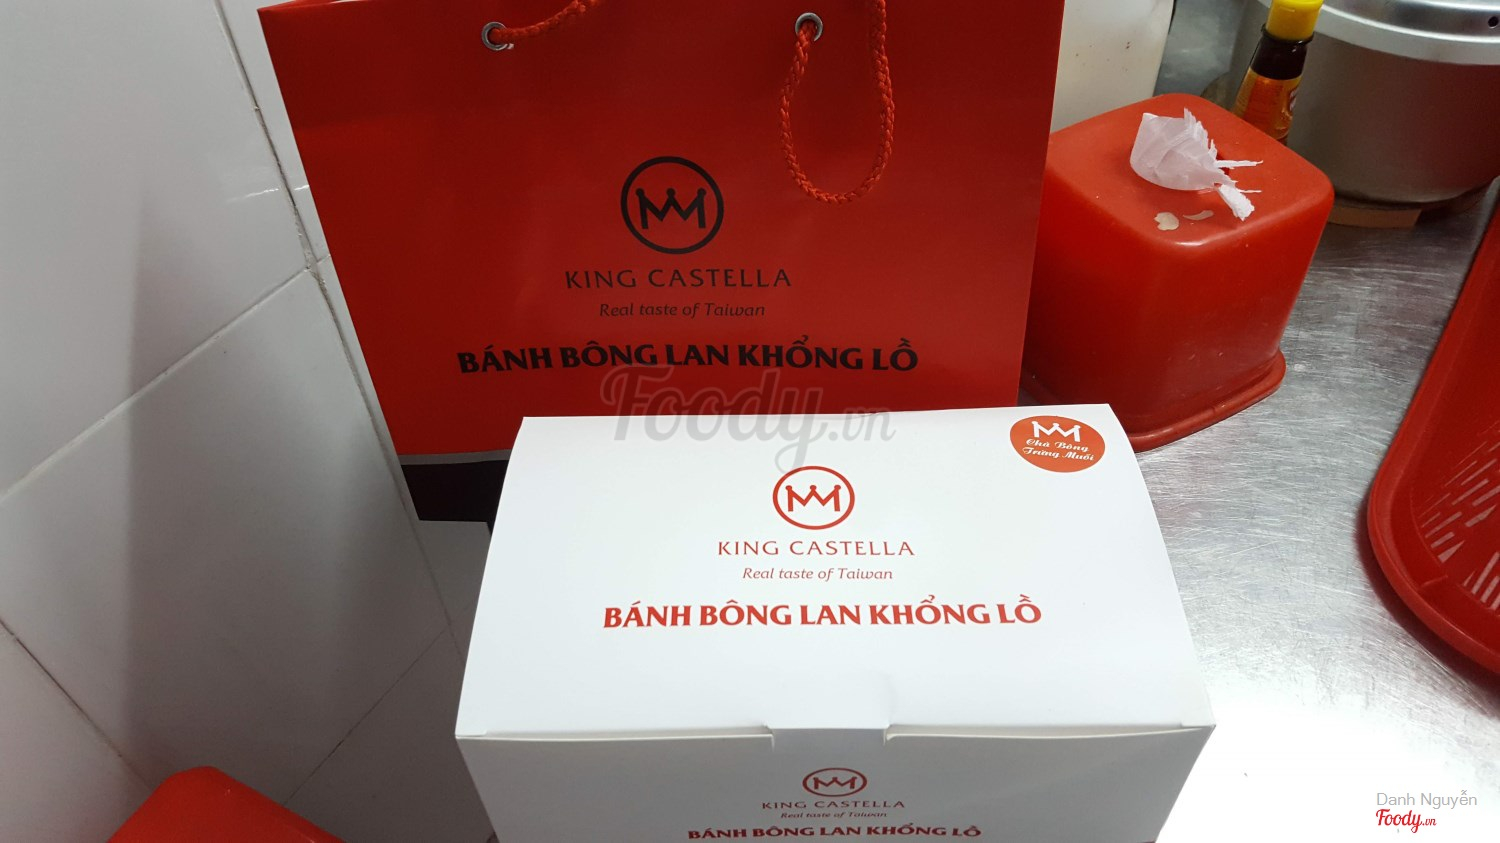 KING CASTELLA
Real taste of Taiwan
BÁNH BÔNG LAN KHỔNG LỒ
Foody.vn
Chà Bông
Trứng Muối
KING CASTELLA
Real taste of Taiwan
BÁNH BÔNG LAN KHỔNG LỒ
KING CASTELLA
Real taste of Taiwan
BÁNH BÔNG LAN KHỔNG LỒ
Danh Nguyễn
Foody.vn